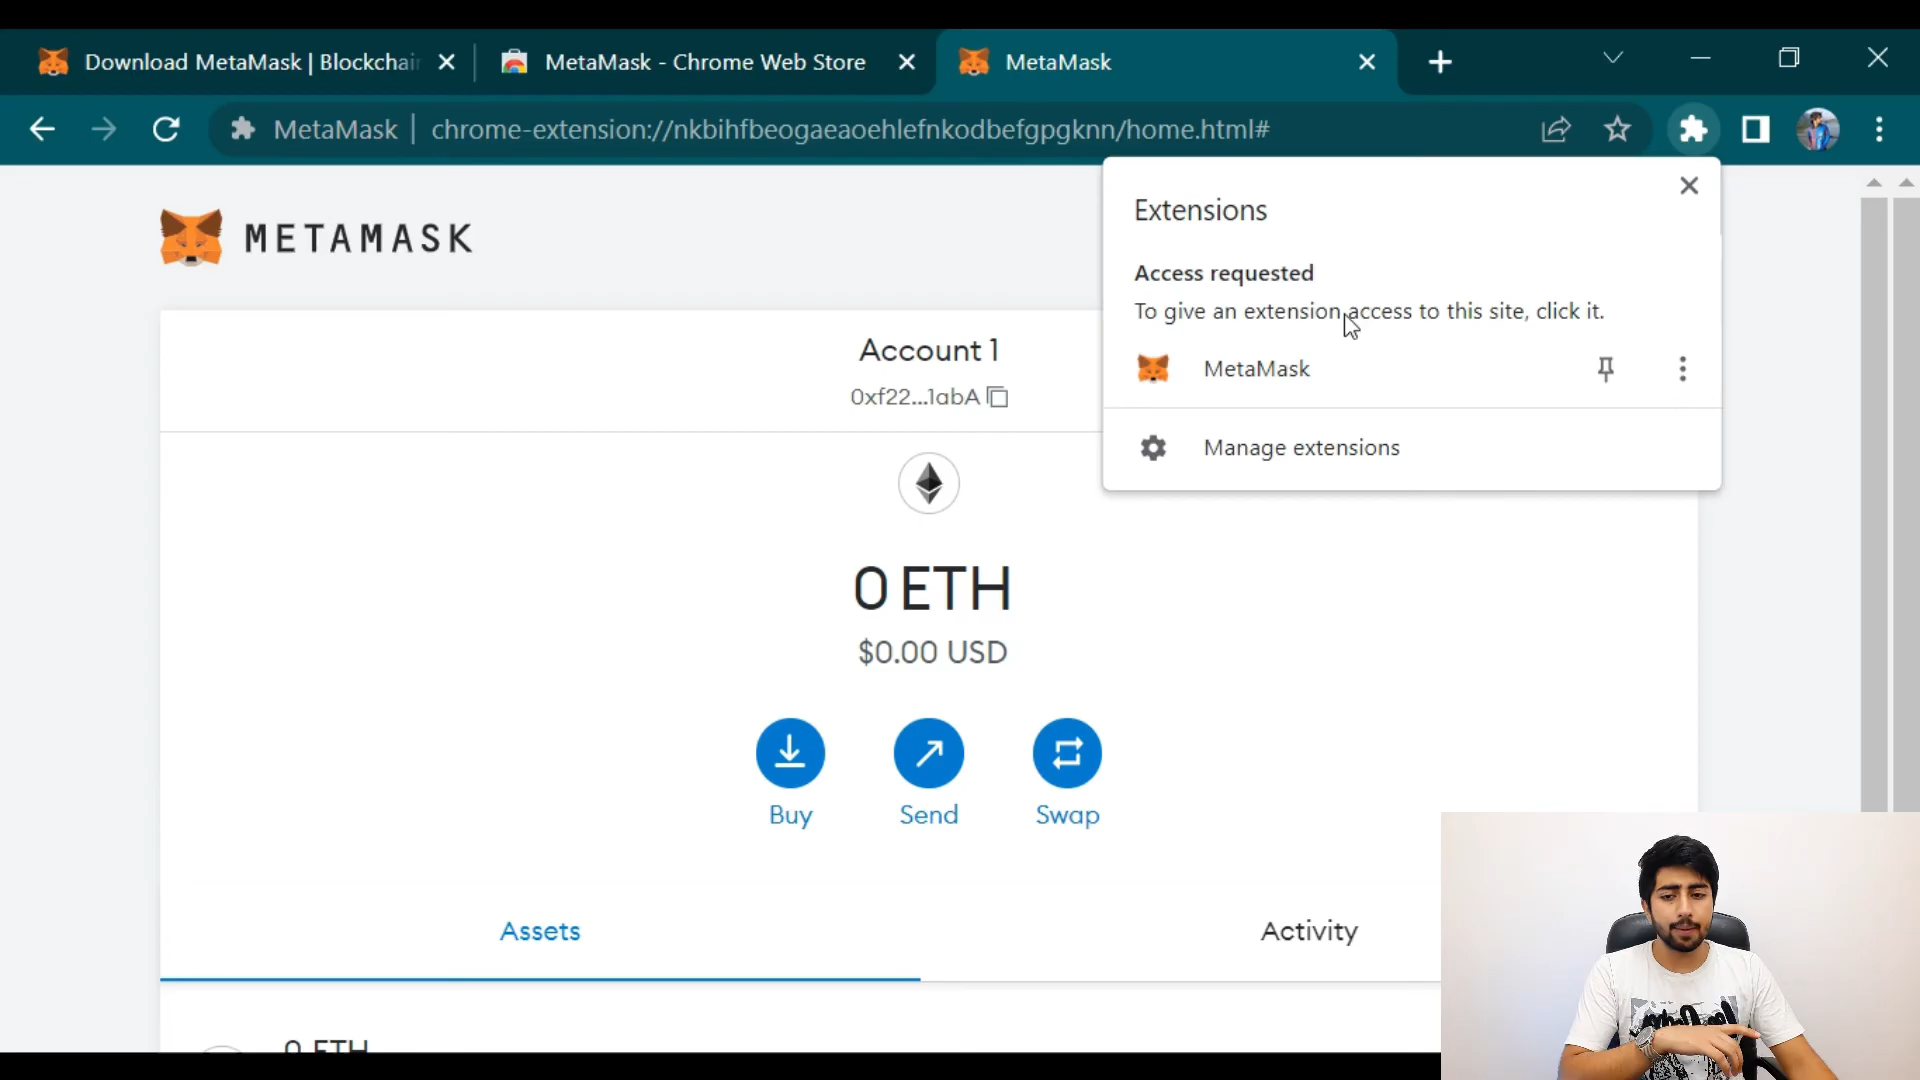 Download MetaMask | Blockchai
MetaMask - Chrome Web Store
MetaMask
MetaMask | chrome-extension://nkbihfbeogaeaoehlefnkodbefgpgknn/home.html#
METAMASK
Extensions
Access requested
To give an extension access to this site, click it.
MetaMask
Manage extensions
Account 1
0xf22...1abA
0 ETH
$0.00 USD
Buy
Send
Swap
Assets
Activity
0 ETH